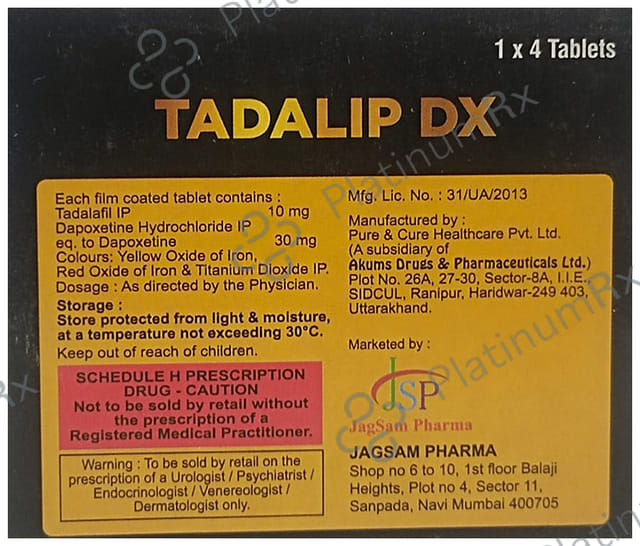 1 x 4 Tablets
TADALIP DX
Each film coated tablet contains :
Tadalafil IP 10 mg
Dapoxetine Hydrochloride IP
eq. to Dapoxetine 30 mg
Colours: Yellow Oxide of Iron,
Red Oxide of Iron & Titanium Dioxide IP.
Dosage : As directed by the Physician.
Storage :
Store protected from light & moisture,
at a temperature not exceeding 30°C.
Keep out of reach of children.
SCHEDULE H PRESCRIPTION
DRUG - CAUTION
Not to be sold by retail without
the prescription of a
Registered Medical Practitioner.
Warning : To be sold by retail on the
prescription of a Urologist / Psychiatrist /
Endocrinologist / Venereologist /
Dermatologist only.
Mfg. Lic. No. : 31/UA/2013
Manufactured by :
Pure & Cure Healthcare Pvt. Ltd.
(A subsidiary of
Akums Drugs & Pharmaceuticals Ltd.)
Plot No. 26A, 27-30, Sector-8A, I.I.E.,
SIDCUL, Ranipur, Haridwar-249 403,
Uttarakhand.
Marketed by :
JSP
JagSam Pharma
JAGSAM PHARMA
Shop no 6 to 10, 1st floor Balaji
Heights, Plot no 4, Sector 11,
Sanpada, Navi Mumbai 400705
PlatinumRx
PlatinumRx
PlatinumRx
Rx